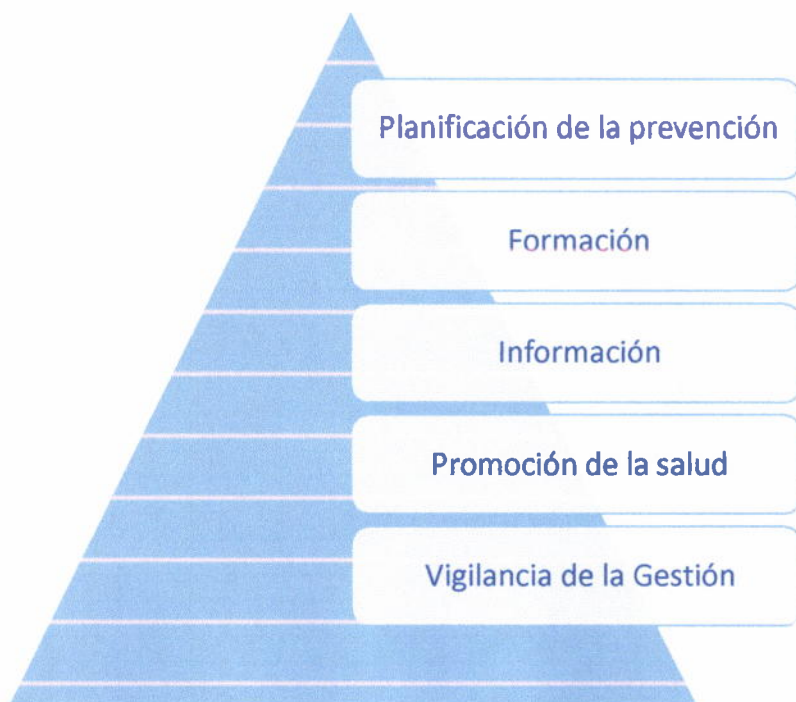 Planificación de la prevención
Formación
Información
Promoción de la salud
Vigilancia de la Gestión